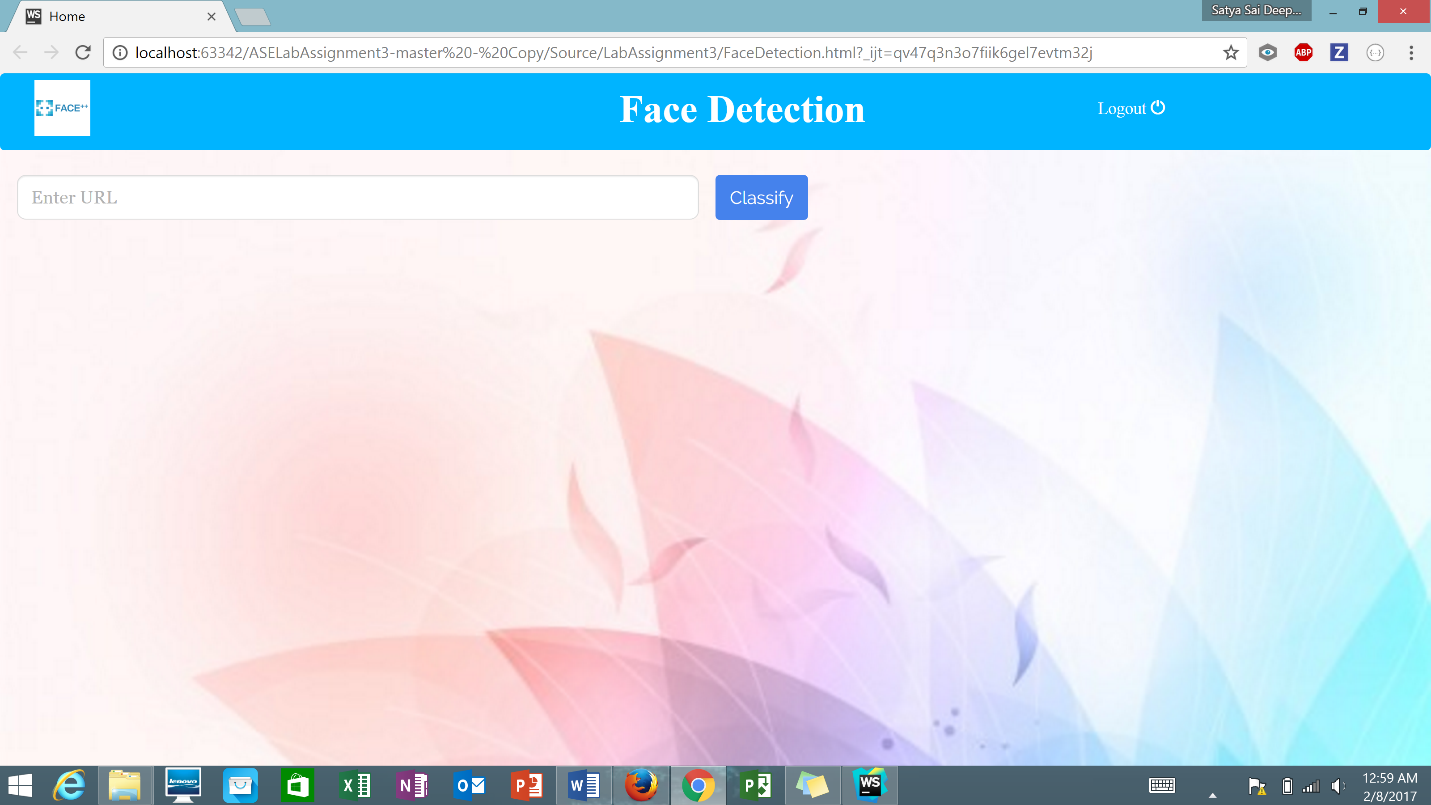 WS Home
Satya Sai Deep...
localhost:63342/ASELabAssignment3-master%20-%20Copy/Source/LabAssignment3/FaceDetection.html?_ijt=qv47q3n3o7fiik6gel7evtm32j
ABP
Z
FACE++
Face Detection
Logout
Enter URL
Classify
lenovo
WS
12:59 AM
2/8/2017